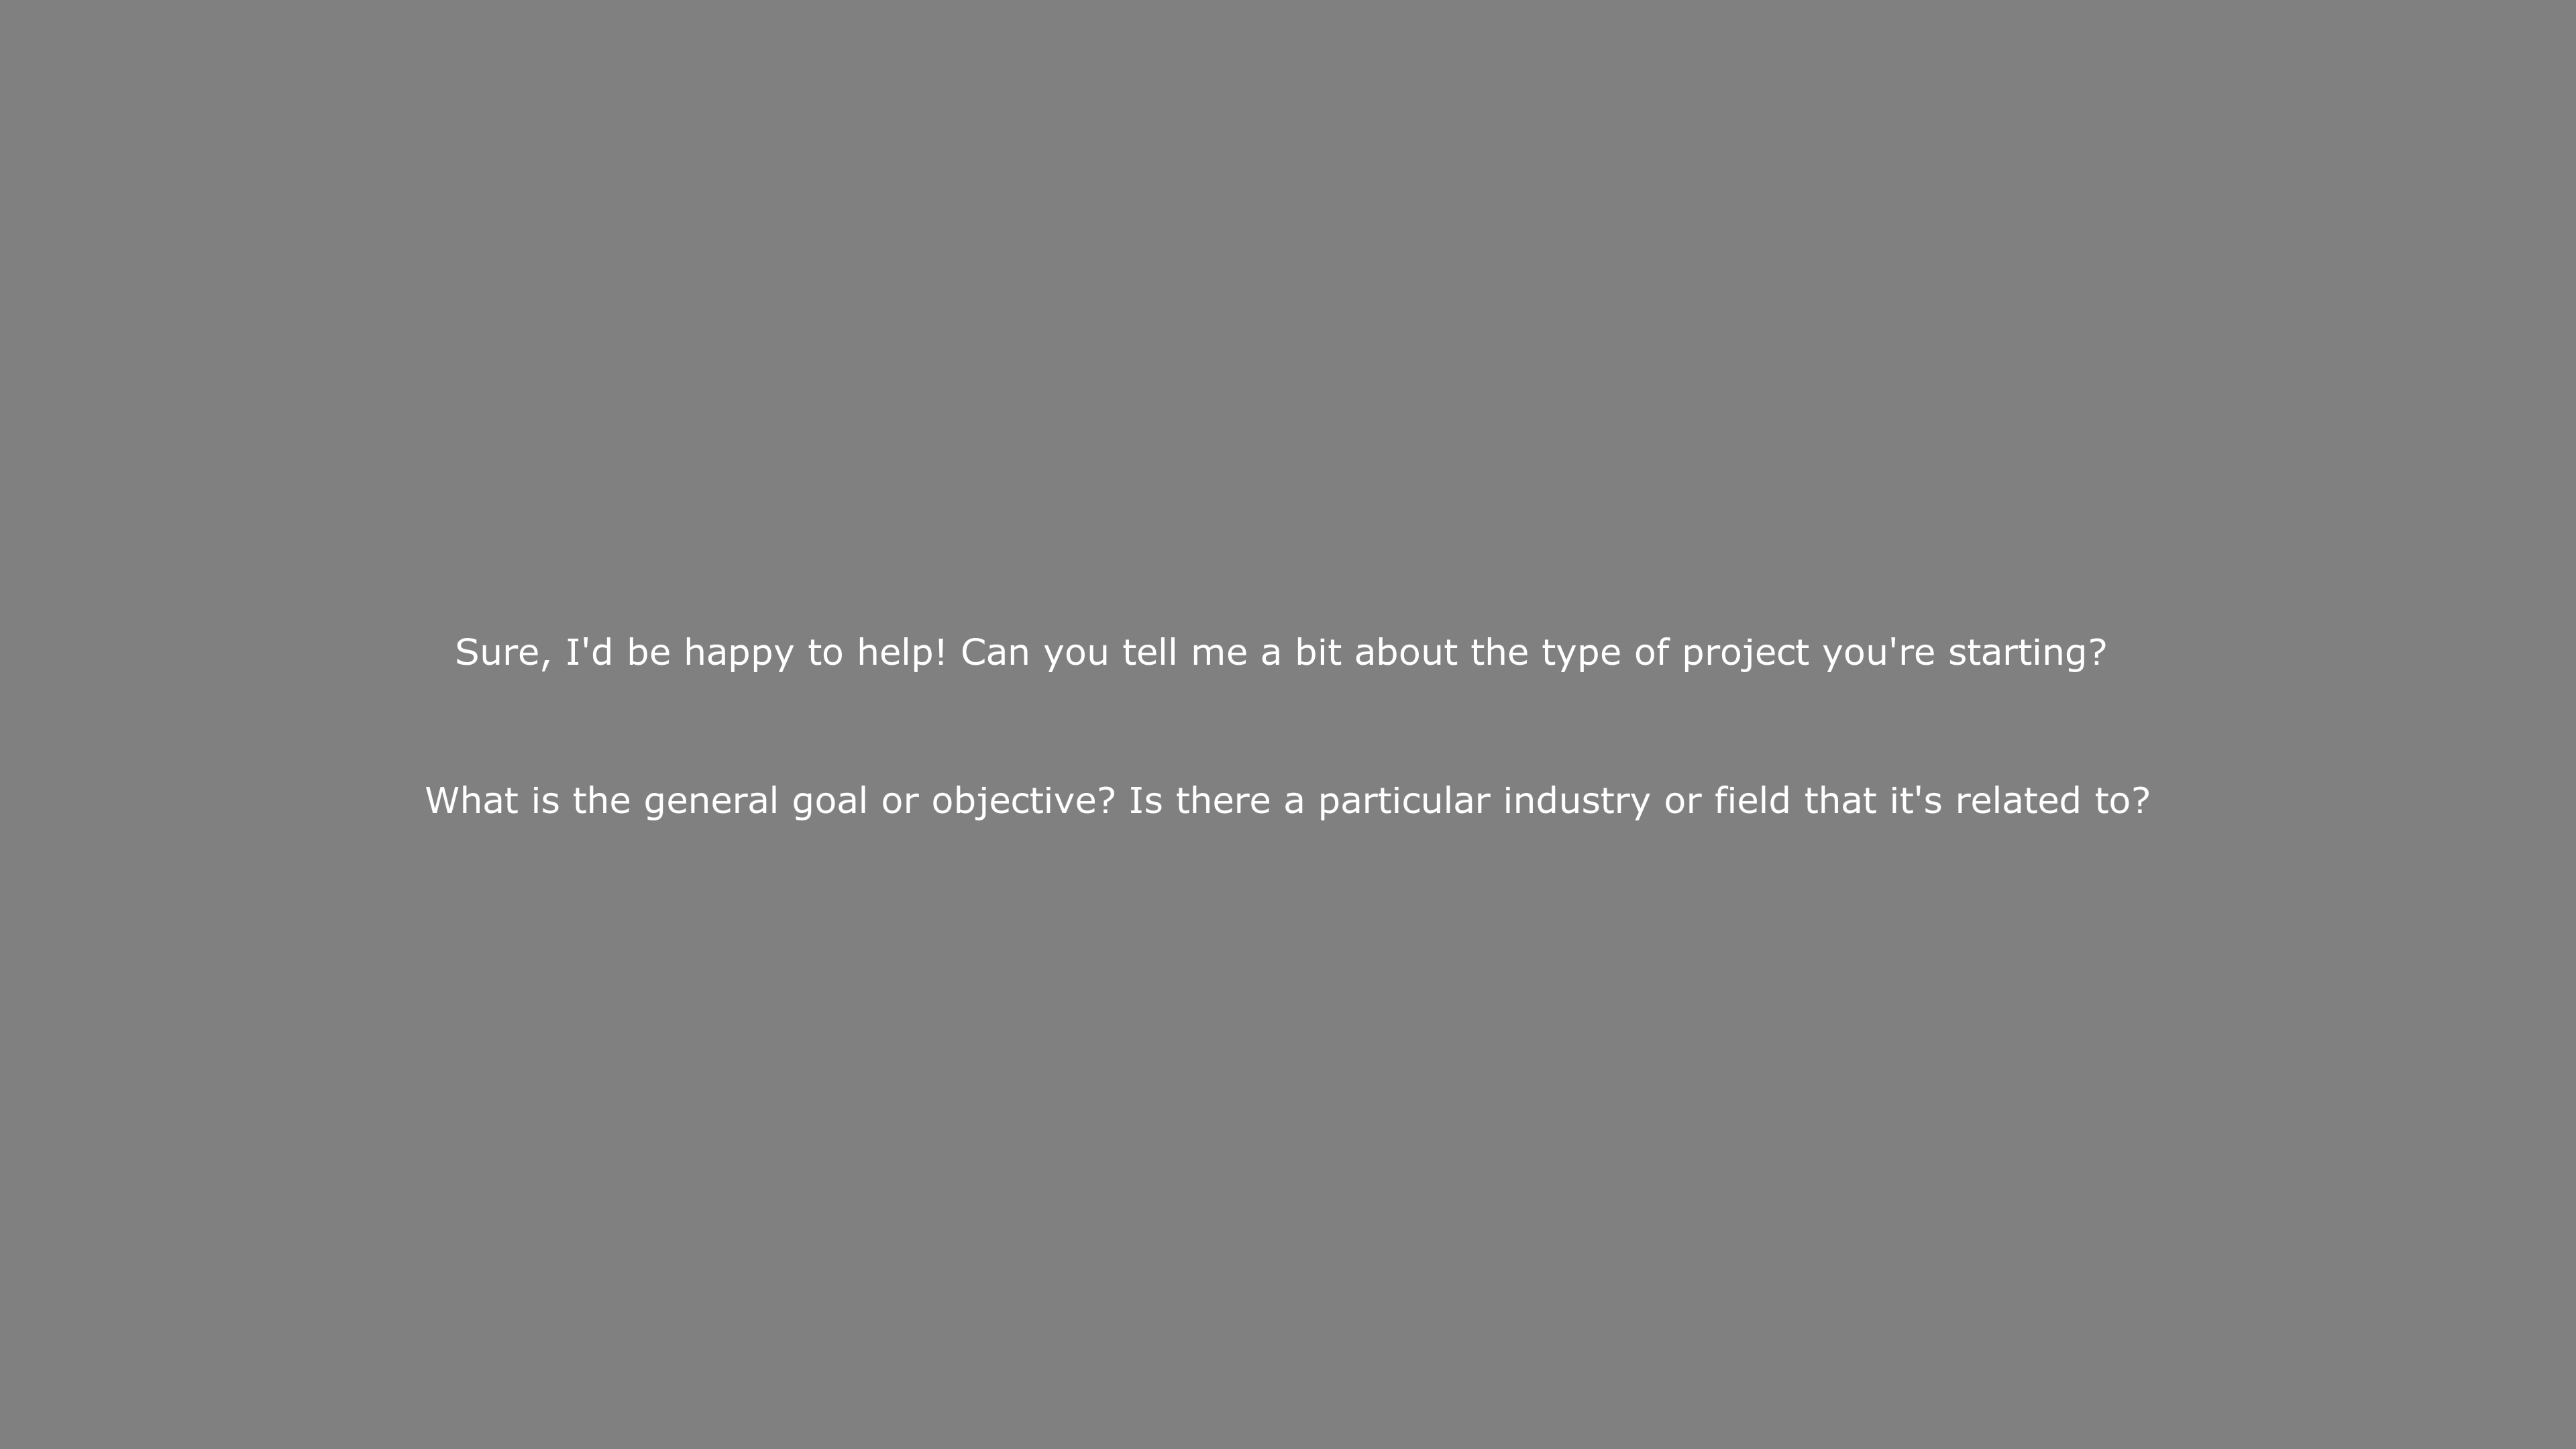 Sure, I'd be happy to help! Can you tell me a bit about the type of project you're starting?
What is the general goal or objective? Is there a particular industry or field that it's related to?